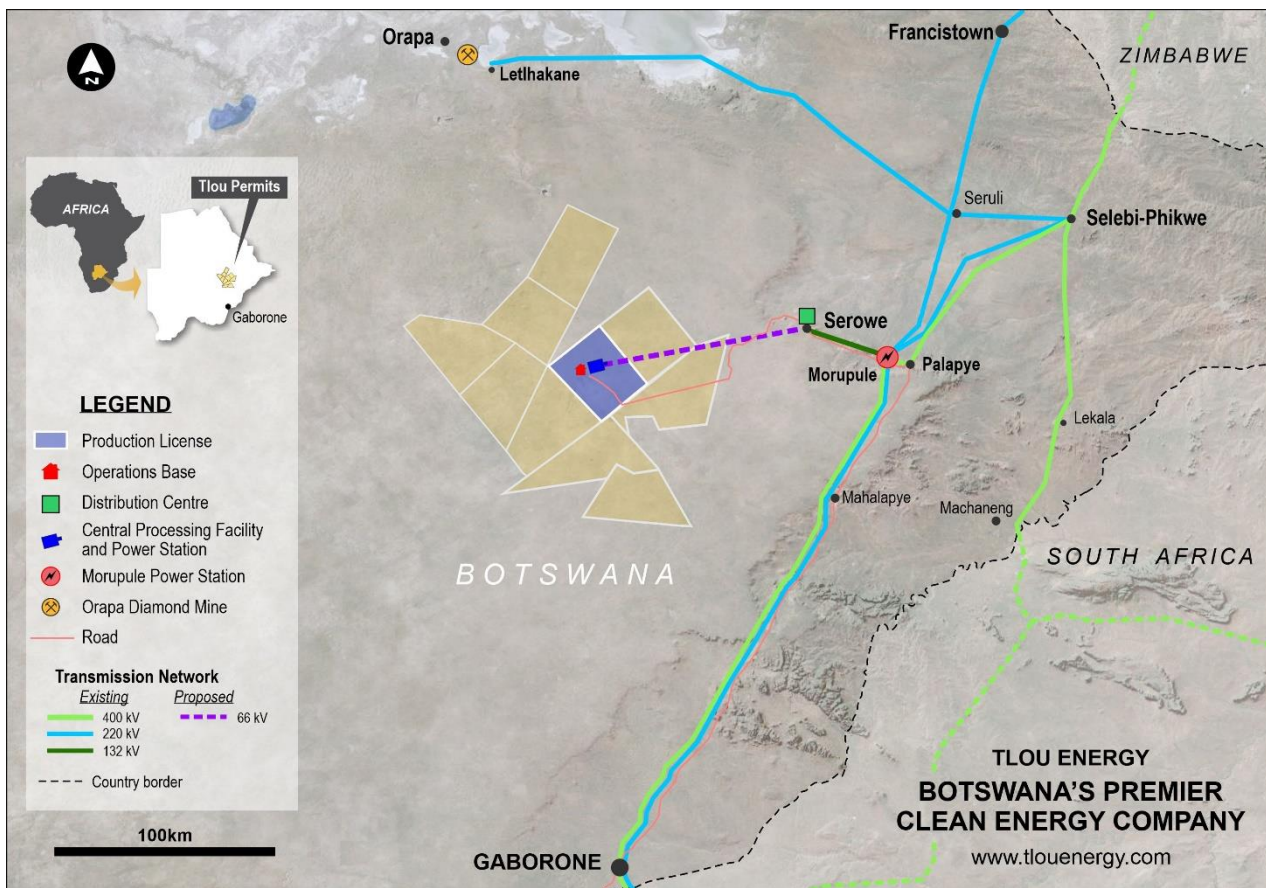 Orapa
Letlhakane
Francistown
ZIMBABWE
N
Tlou Permits
AFRICA
Gaborone
Seruli
Selebi-Phikwe
Serowe
Morupule
Palapye
Lekala
Mahalapye
Machaneng
BOTSWANA
SOUTH AFRICA
GABORONE
LEGEND
Production License
Operations Base
Distribution Centre
Central Processing Facility
and Power Station
Morupule Power Station
Orapa Diamond Mine
Road
Transmission Network
Existing Proposed
400 kV 66 kV
220 kV
132 kV
Country border
100km
TLOU ENERGY
BOTSWANA'S PREMIER
CLEAN ENERGY COMPANY
www.tlouenergy.com